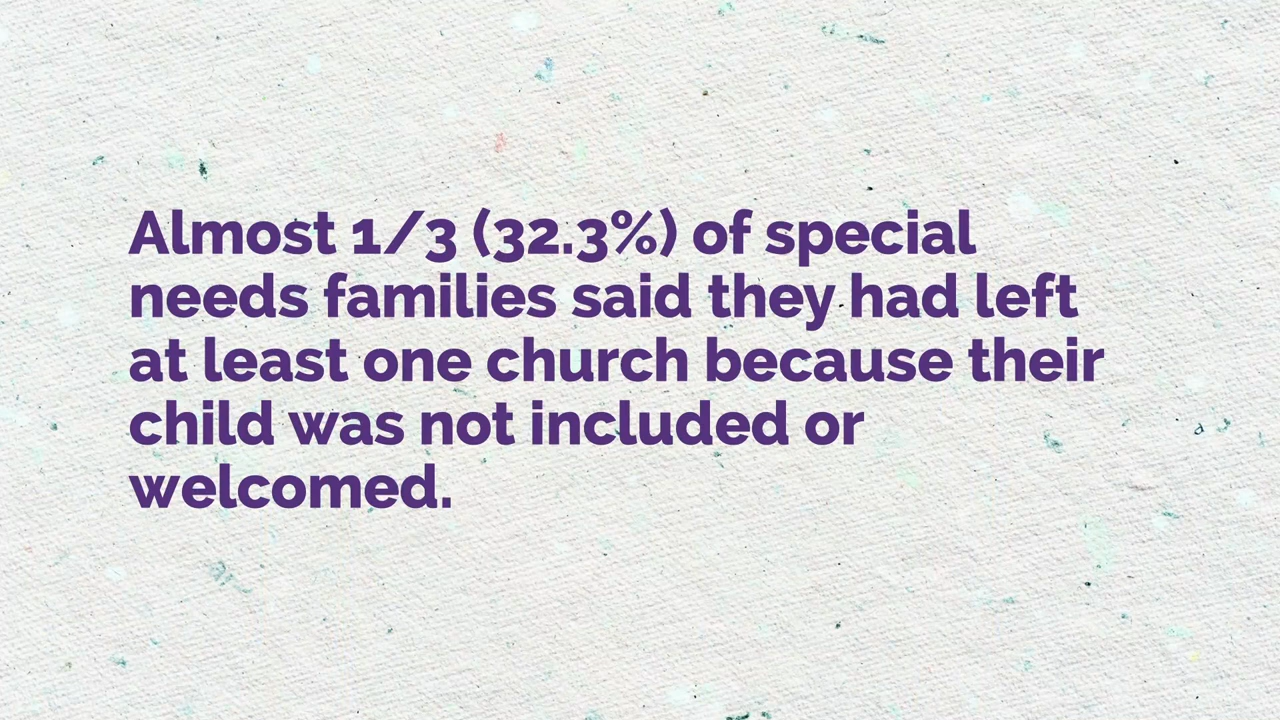 Almost 1/3 (32.3%) of special
needs families said they had left
at least one church because their
child was not included or
welcomed.